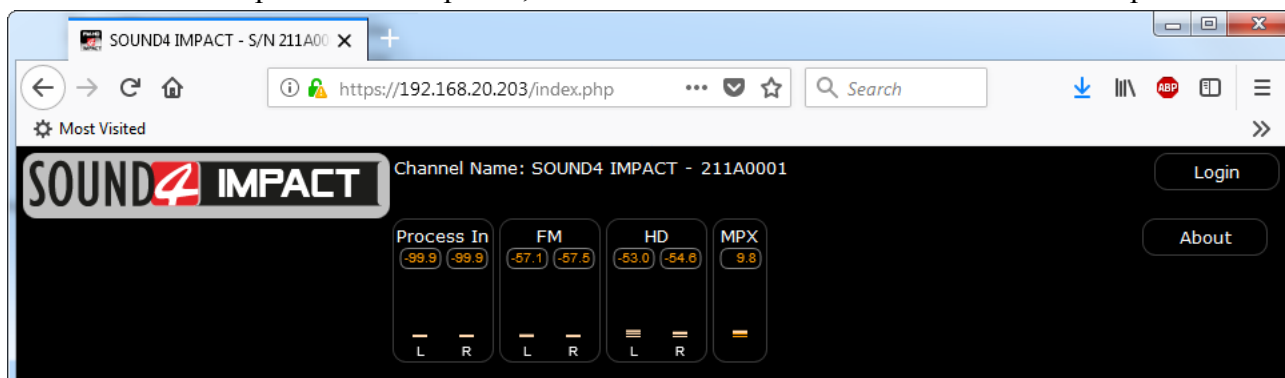 SOUND4 IMPACT - S/N 211A00
https://192.168.20.203/index.php
Search
ABP
Most Visited
SOUND4 IMPACT
Channel Name: SOUND4 IMPACT - 211A0001
Login
Process In FM HD MPX
About
-99.9 -99.9 -57.1 -57.5 -53.0 -54.6 9.8
L R L R L R